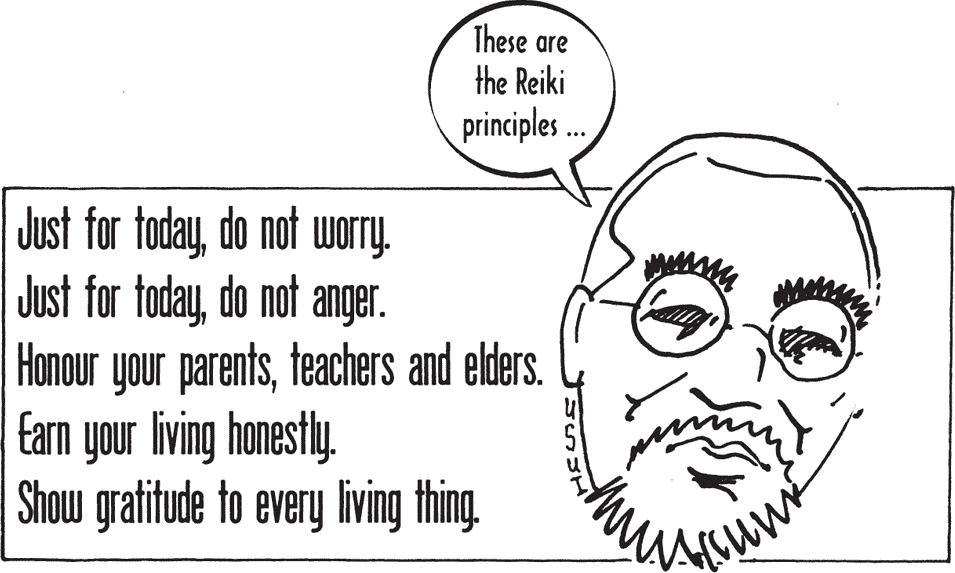 These are
the Reiki
principles ...
Just for today, do not worry.
Just for today, do not anger.
Honour your parents, teachers and elders.
Earn your living honestly.
Show gratitude to every living thing.